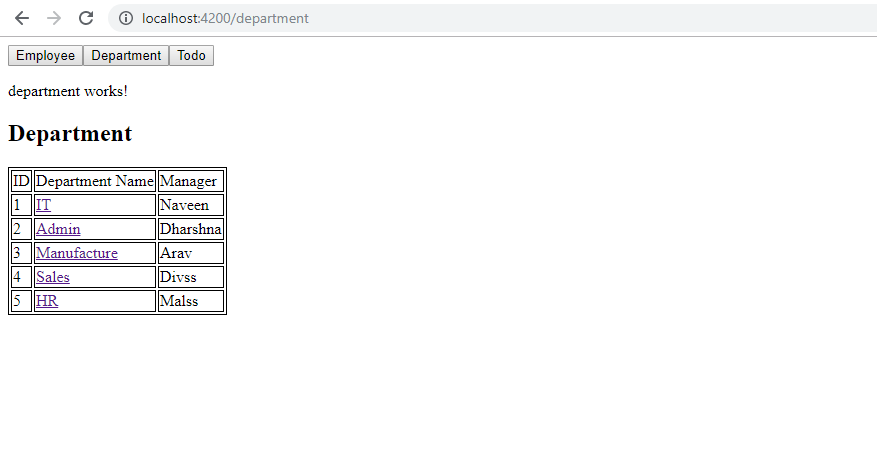 localhost:4200/department
Employee Department Todo
department works!
Department
ID Department Name Manager
1 IT Naveen
2 Admin Dharshna
3 Manufacture Arav
4 Sales Divss
5 HR Malss